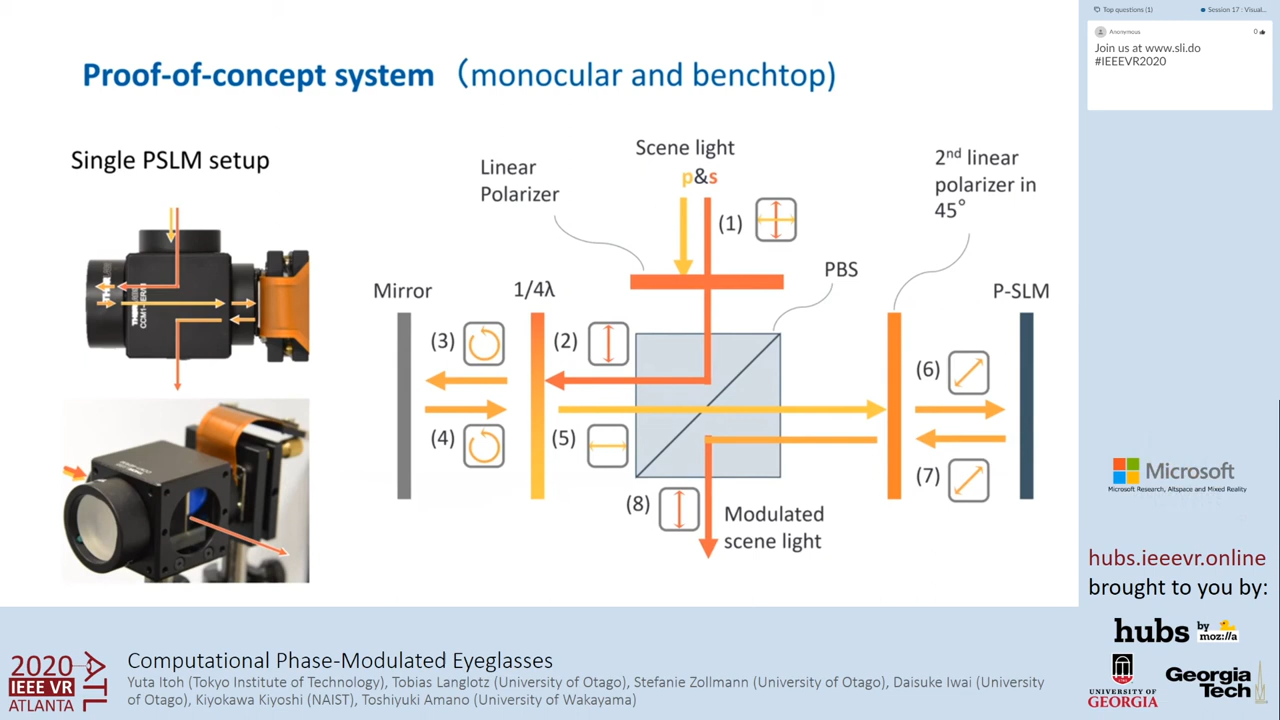 Proof-of-concept system (monocular and benchtop)
Single PSLM setup
Scene light
p&s
Linear
Polarizer
2nd linear
polarizer in
45°
(1)
PBS
Mirror
1/4λ
P-SLM
(3)
(2)
(6)
(4)
(5)
(7)
(8)
Modulated
scene light
Top questions (1)
Session 17 : Visual...
Anonymous
0
Join us at www.sli.do
#IEEEVR2020
Microsoft
Microsoft Research, Altspace and Mixed Reality
hubs.ieeevr.online
brought to you by:
hubs by moz://a
UNIVERSITY OF
GEORGIA
Georgia
Tech
2020
IEEE VR
ATLANTA
ATL
Computational Phase-Modulated Eyeglasses
Yuta Itoh (Tokyo Institute of Technology), Tobias Langlotz (University of Otago), Stefanie Zollman (University of Otago), Daisuke Iwai (University
of Otago), Kiyokawa Kiyoshi (NAIST), Toshiyuki Amano (University of Wakayama)